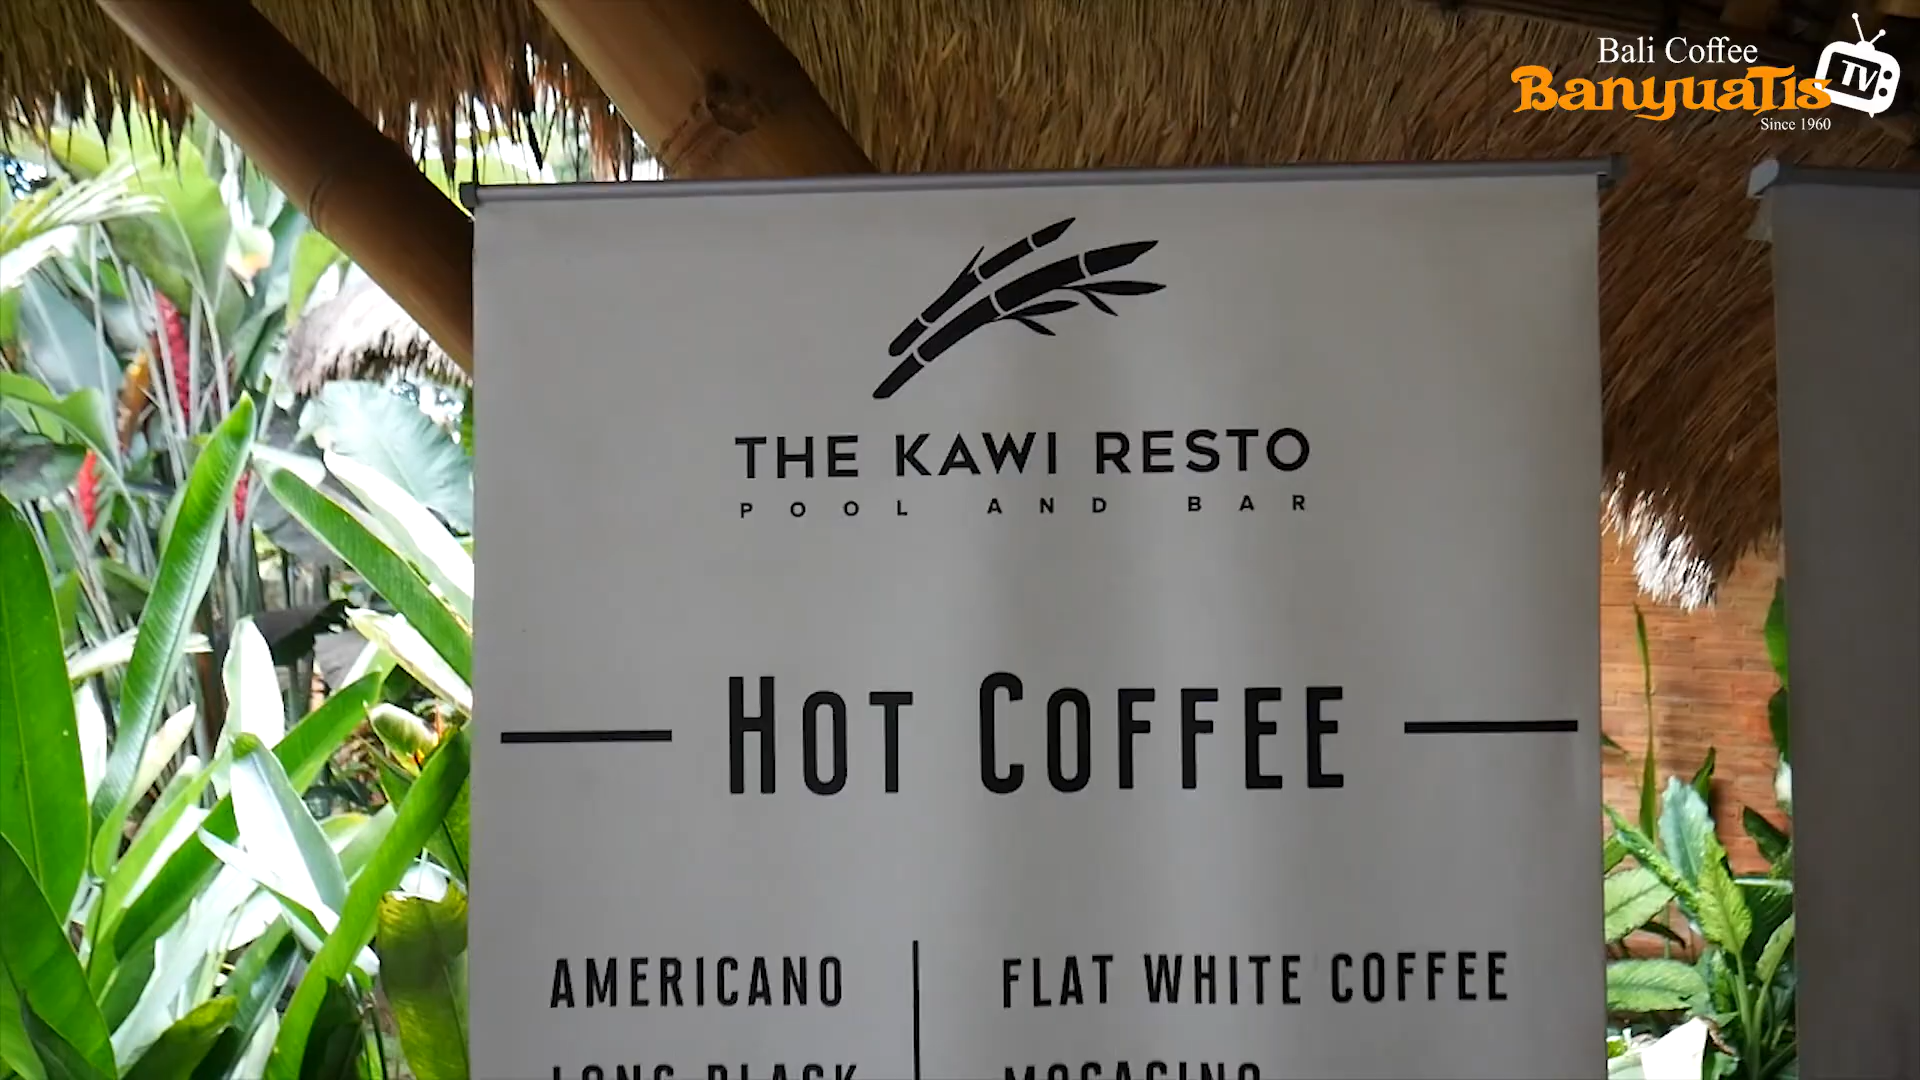 Bali Coffee
Banyuatis TV
Since 1960
THE KAWI RESTO
POOL AND BAR
HOT COFFEE
AMERICANO
FLAT WHITE COFFEE
LONG BLACK
MOCACINO